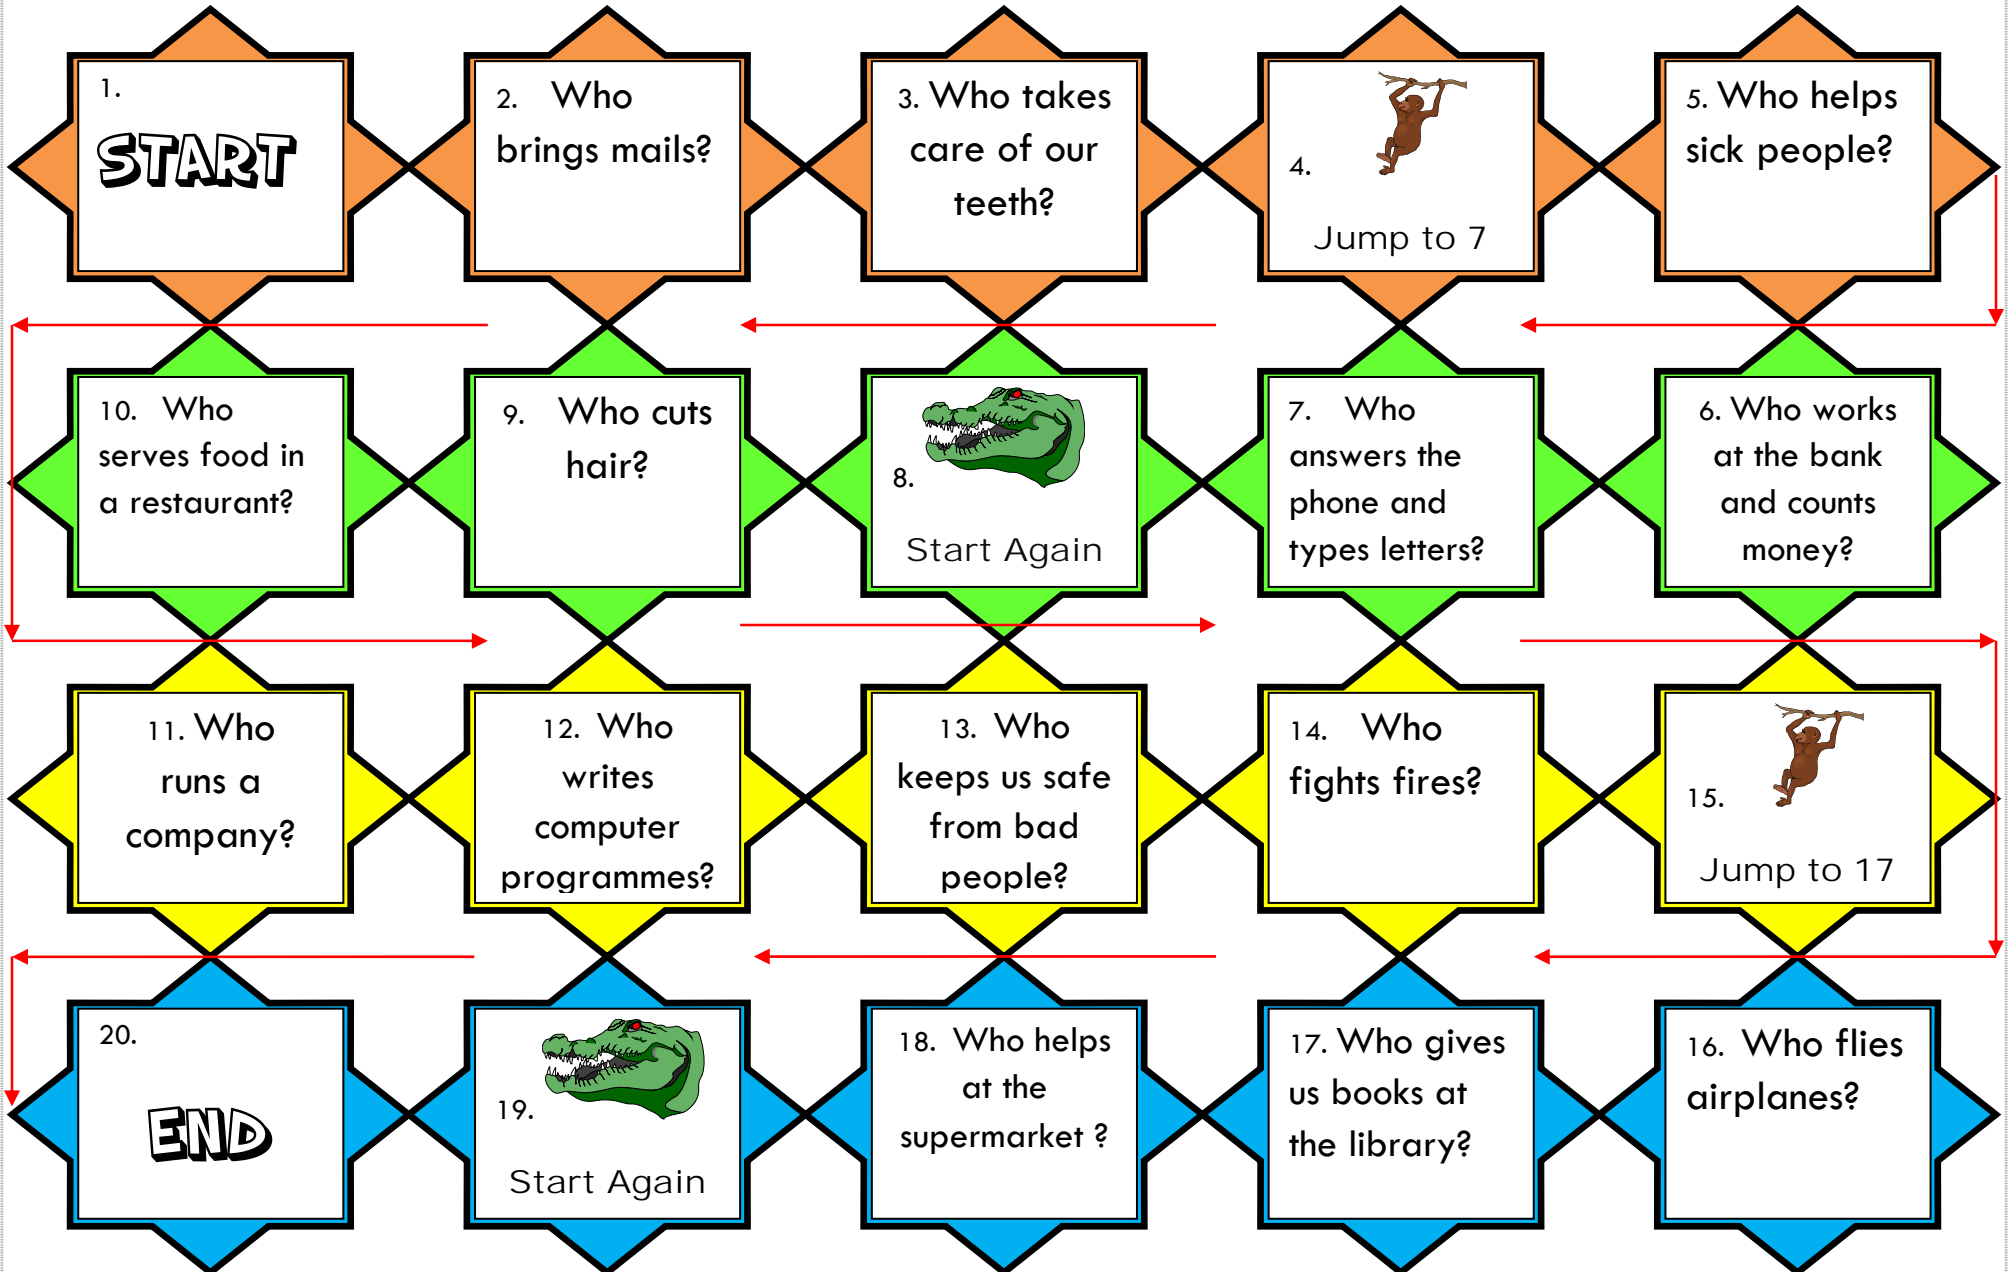 1.
START
2. Who
brings mails?
3. Who takes
care of our
teeth?
4.
Jump to 7
5. Who helps
sick people?
10. Who
serves food in
a restaurant?
9. Who cuts
hair?
8.
Start Again
7. Who
answers the
phone and
types letters?
6. Who works
at the bank
and counts
money?
11. Who
runs a
company?
12. Who
writes
computer
programmes?
13. Who
keeps us safe
from bad
people?
14. Who
fights fires?
15.
Jump to 17
20.
END
19.
Start Again
18. Who helps
at the
supermarket ?
17. Who gives
us books at
the library?
16. Who flies
airplanes?